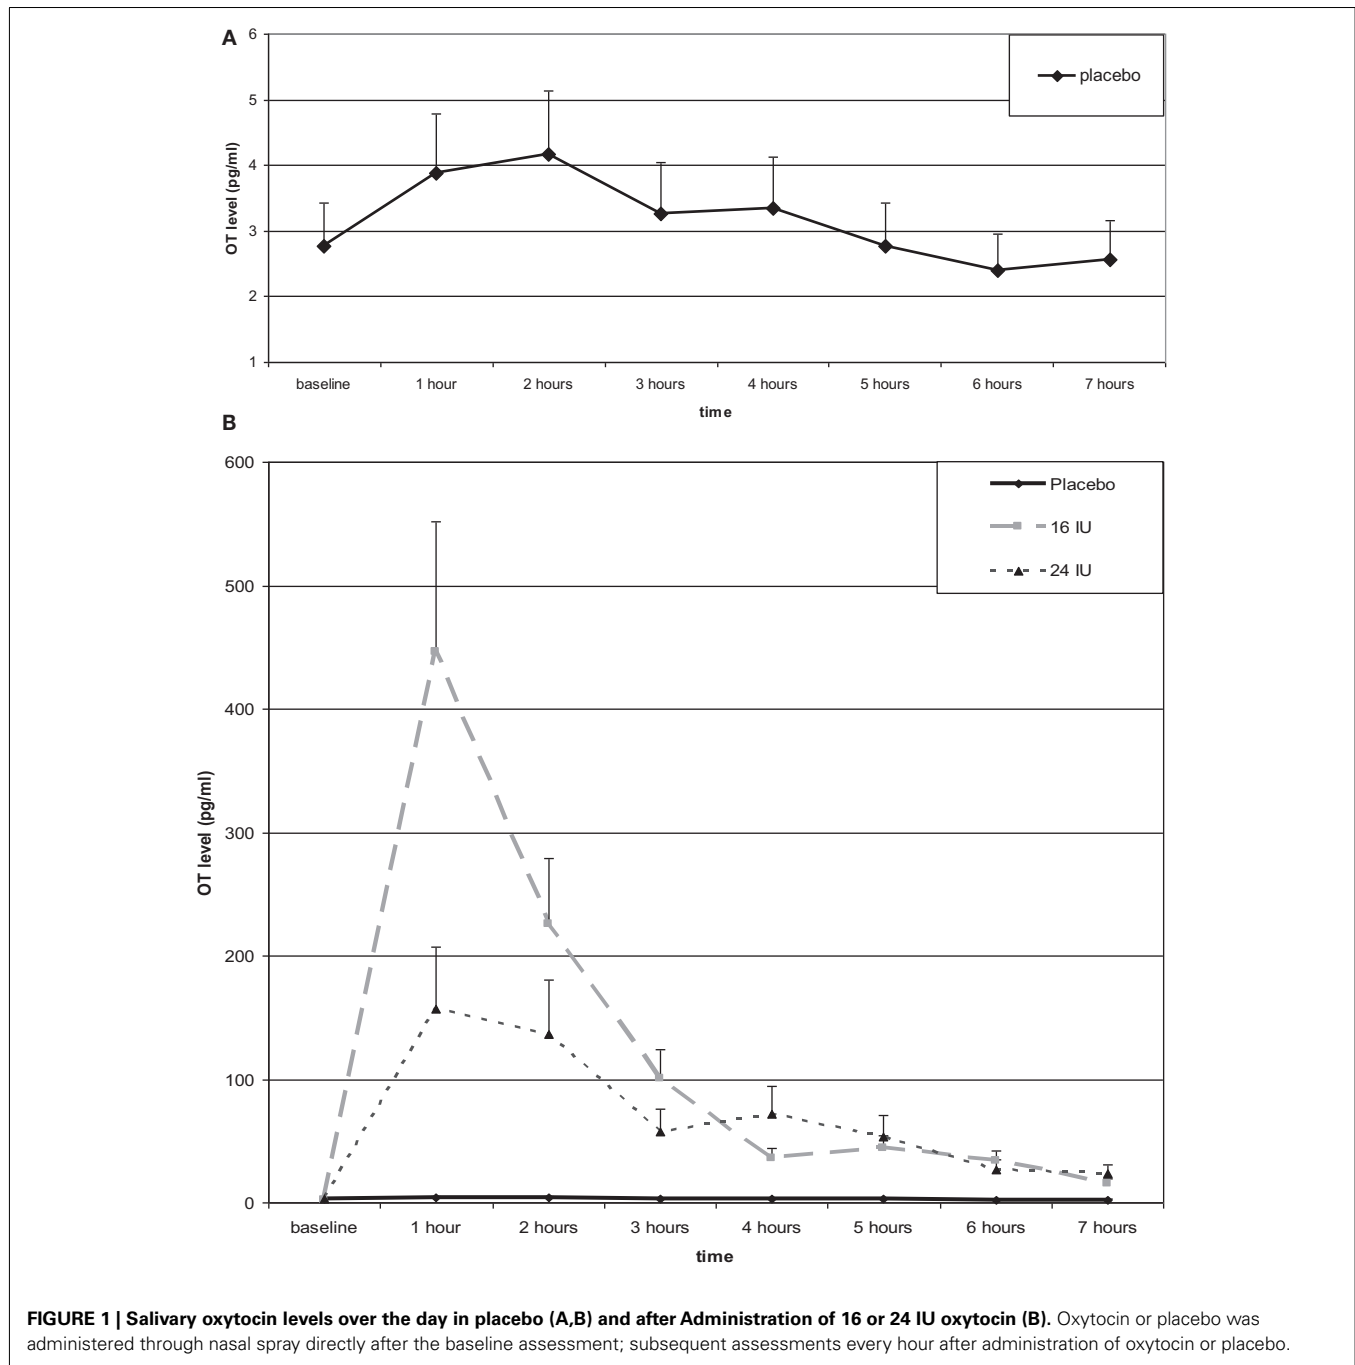 A
6
5
4
3
2
1
OT level (pg/ml)
placebo
baseline 1 hour 2 hours 3 hours 4 hours 5 hours 6 hours 7 hours
time
B
600
500
400
300
200
100
0
OT level (pg/ml)
Placebo
16 IU
24 IU
baseline 1 hour 2 hours 3 hours 4 hours 5 hours 6 hours 7 hours
time
FIGURE 1 | Salivary oxytocin levels over the day in placebo (A,B) and after Administration of 16 or 24 IU oxytocin (B). Oxytocin or placebo was
administered through nasal spray directly after the baseline assessment; subsequent assessments every hour after administration of oxytocin or placebo.